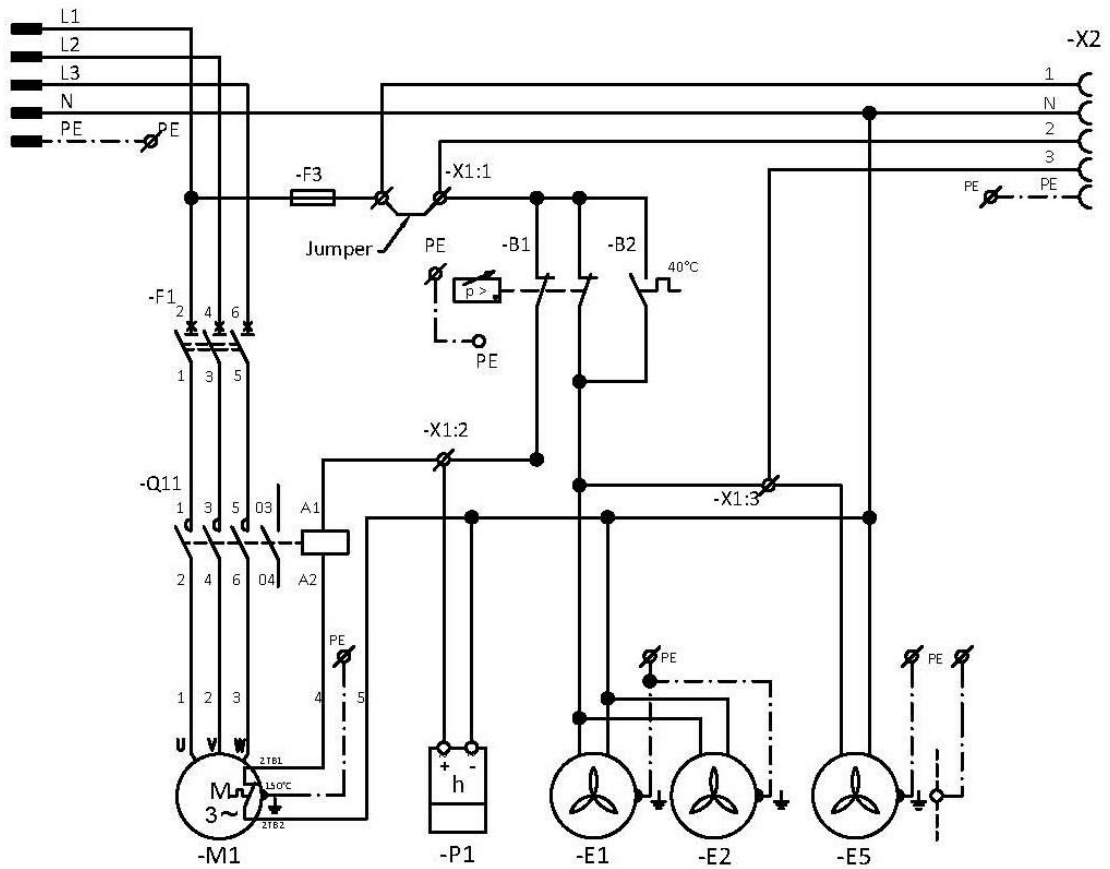 L1
L2
L3
N
PE PE
-X2
1
N
2
3
PE PE
-F3
-X1:1
Jumper
PE
-B1
-B2
40°C
p >
PE
-F1
2 4 6
1 3 5
-X1:2
-Q11
1 3 5 03 A1
-X1:3
2 4 6 04 A2
PE
PE
PE
1 2 3 4 5
U V W
2TB1
M
150°C
3~
2TB2
+ -
h
-M1
-P1
-E1
-E2
-E5